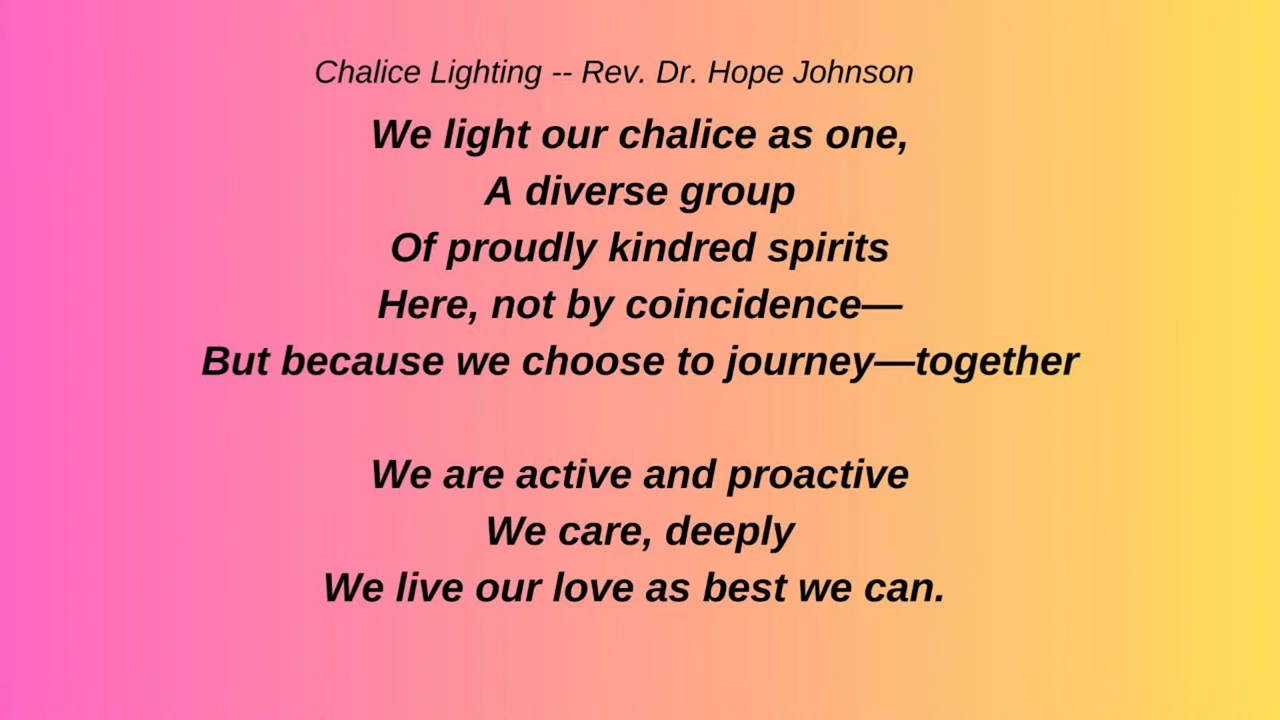 Chalice Lighting -- Rev. Dr. Hope Johnson
We light our chalice as one,
A diverse group
Of proudly kindred spirits
Here, not by coincidence—
But because we choose to journey—together
We are active and proactive
We care, deeply
We live our love as best we can.